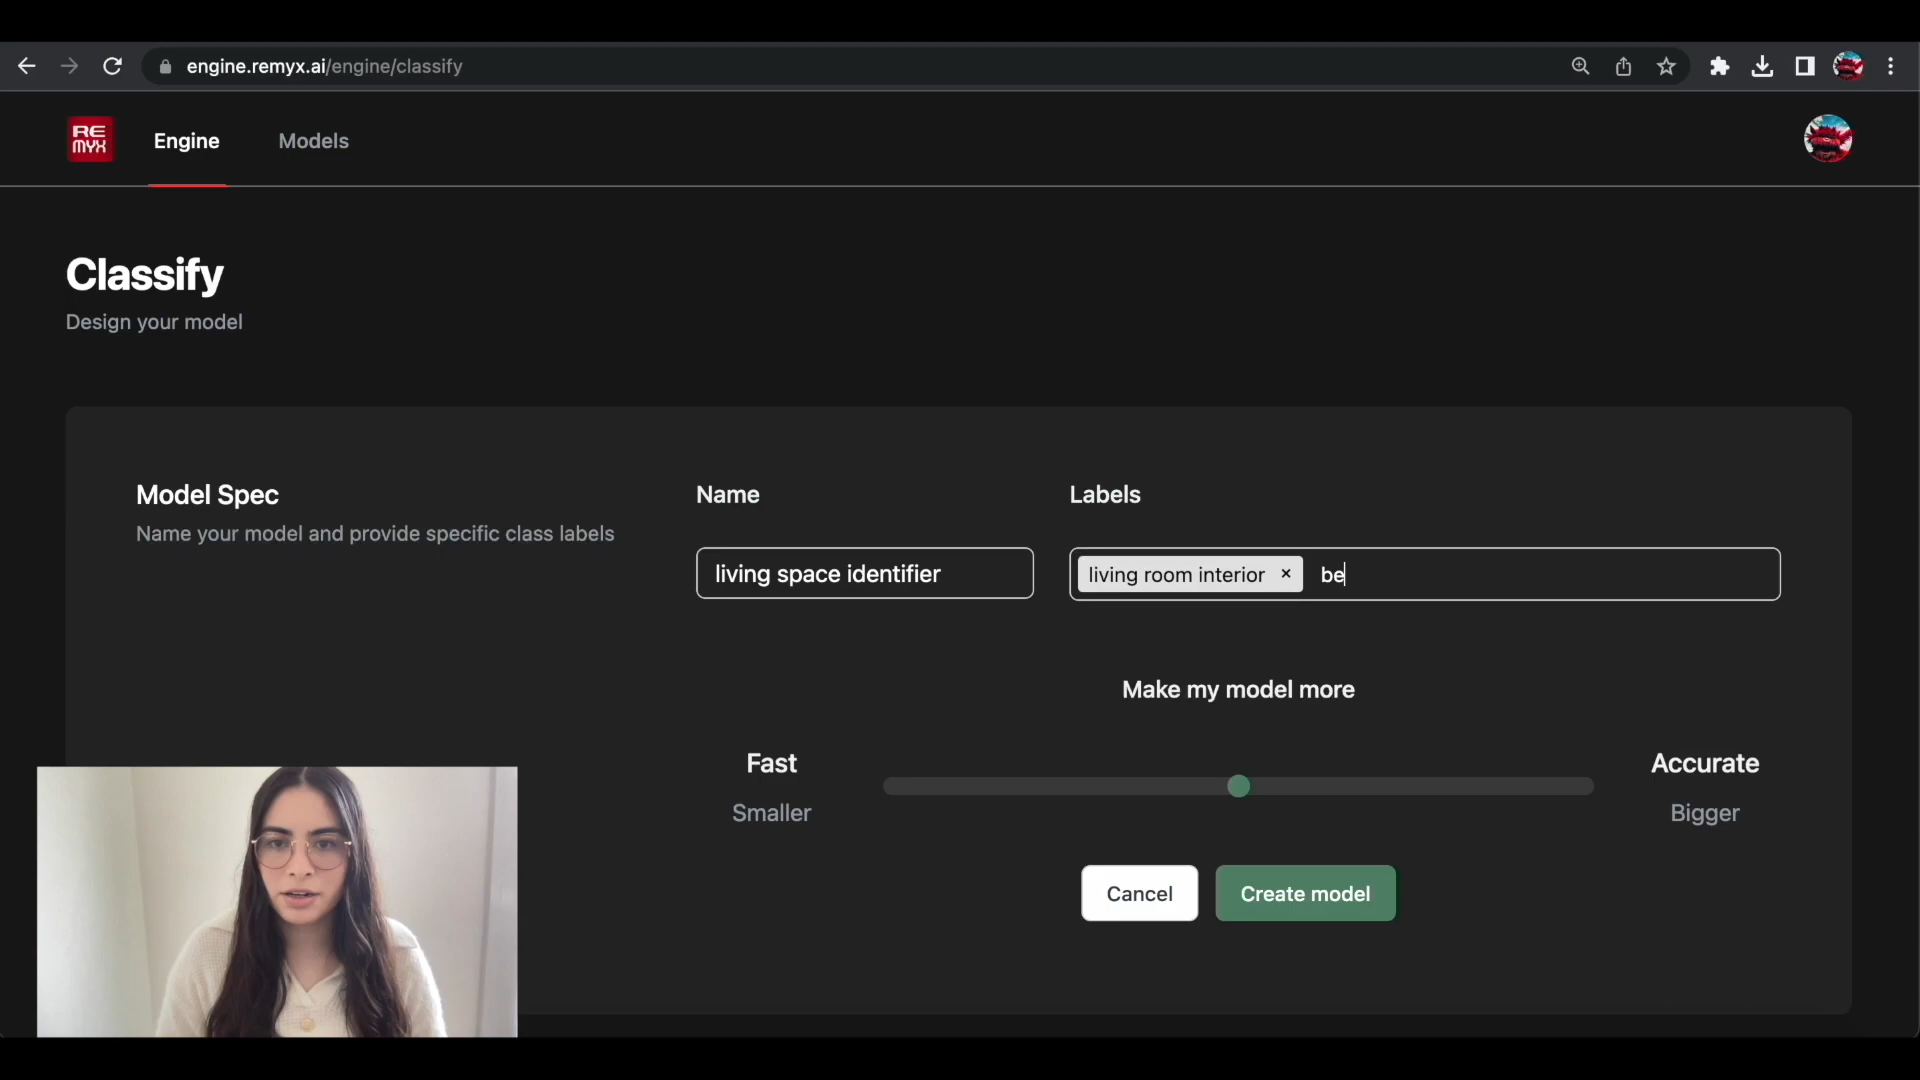 engine.remyx.ai/engine/classify
RE
MYX
Engine
Models
Classify
Design your model
Model Spec
Name your model and provide specific class labels
Name
Labels
living space identifier
living room interior ×
be
Make my model more
Fast
Accurate
Smaller
Bigger
Cancel
Create model